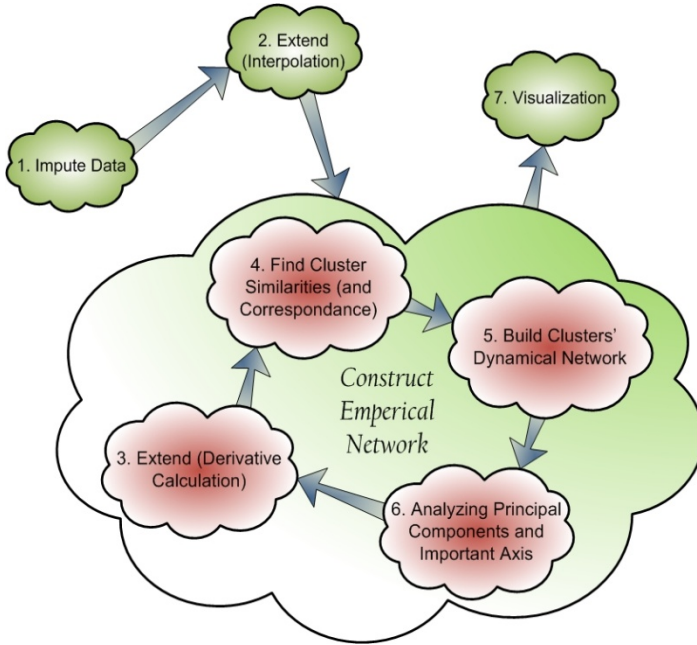 1. Impute Data
2. Extend
(Interpolation)
7. Visualization
4. Find Cluster
Similarities (and
Correspondance)
5. Build Clusters'
Dynamical Network
Construct
Emperical
Network
3. Extend (Derivative
Calculation)
6. Analyzing Principal
Components and
Important Axis